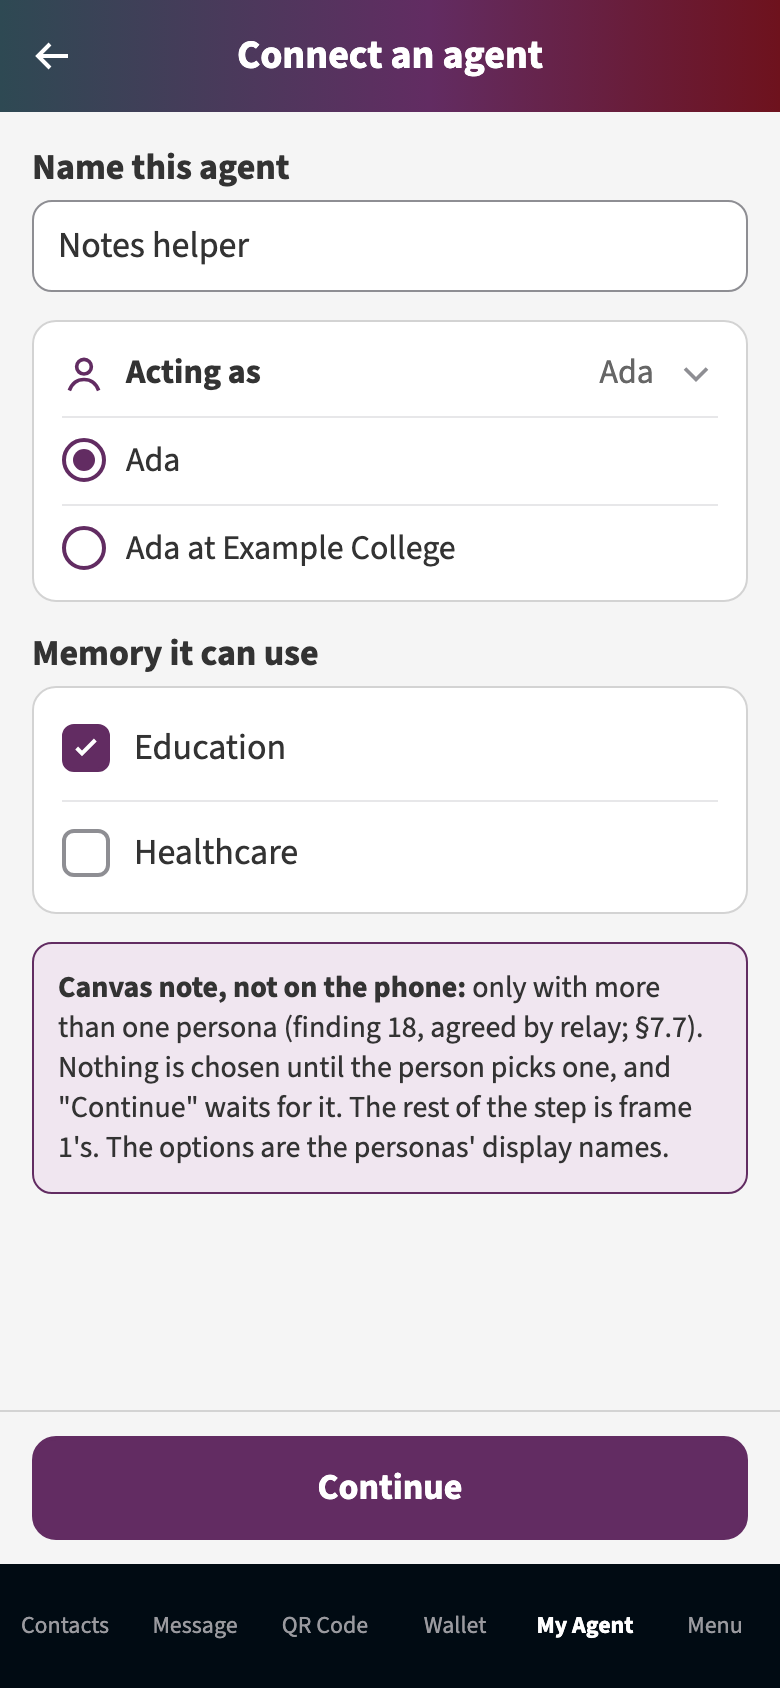 Connect an agent
Name this agent
Notes helper
Acting as
Ada
Ada
Ada at Example College
Memory it can use
Education
Healthcare
Canvas note, not on the phone: only with more
than one persona (finding 18, agreed by relay; §7.7).
Nothing is chosen until the person picks one, and
"Continue" waits for it. The rest of the step is frame
1's. The options are the personas' display names.
Continue
Contacts
Message
QR Code
Wallet
My Agent
Menu